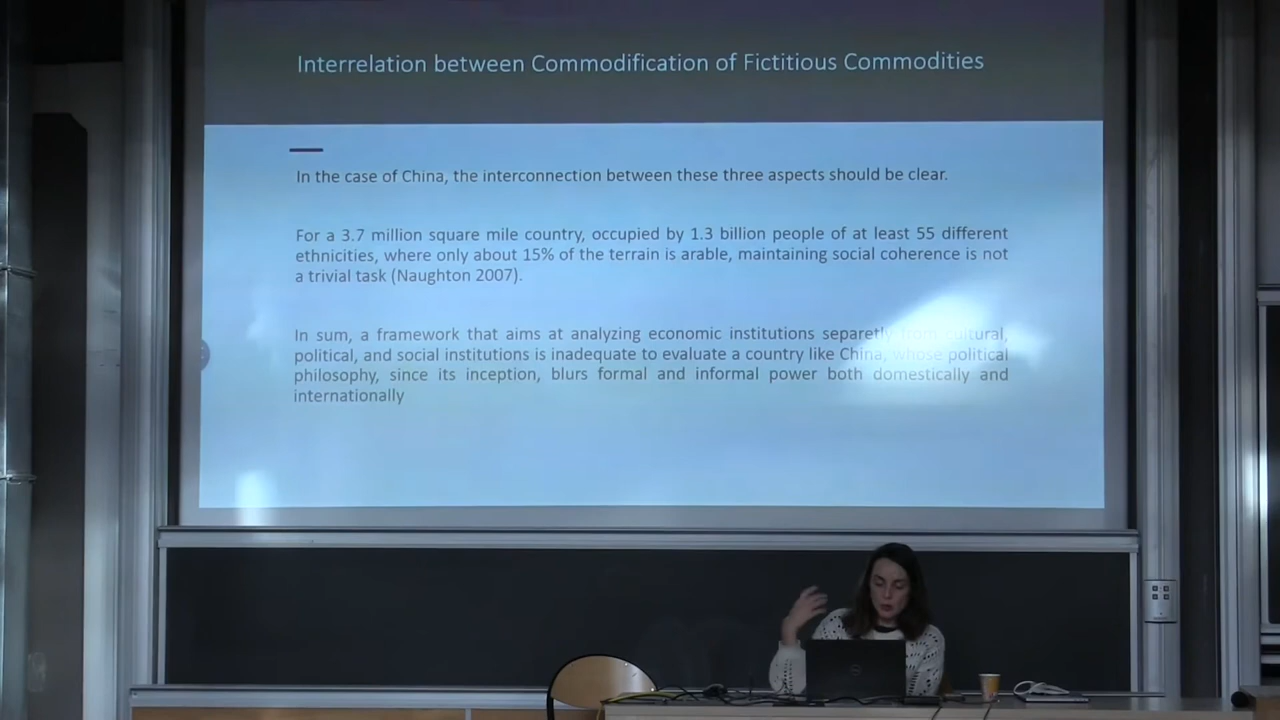 Interrelation between Commodification of Fictitious Commodities
In the case of China, the interconnection between these three aspects should be clear.
For a 3.7 million square mile country, occupied by 1.3 billion people of at least 55 different
ethnicities, where only about 15% of the terrain is arable, maintaining social coherence is not
a trivial task (Naughton 2007).
In sum, a framework that aims at analyzing economic institutions separetly from cultural,
political, and social institutions is inadequate to evaluate a country like China, whose political
philosophy, since its inception, blurs formal and informal power both domestically and
internationally